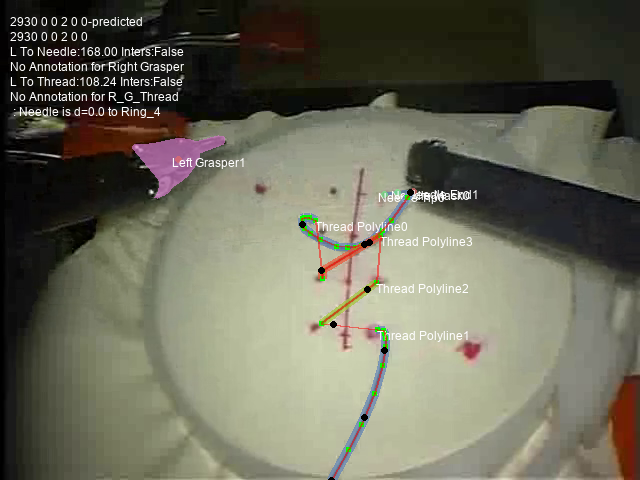 2930 0 0 2 0 0-predicted
2930 0 0 2 0 0
L To Needle:168.00 Inters:False
No Annotation for Right Grasper
L To Thread:108.24 Inters:False
No Annotation for R_G_Thread
: Needle is d=0.0 to Ring_4
Left Grasper1
Thread Polyline0
Thread Polyline3
Thread Polyline2
Thread Polyline1